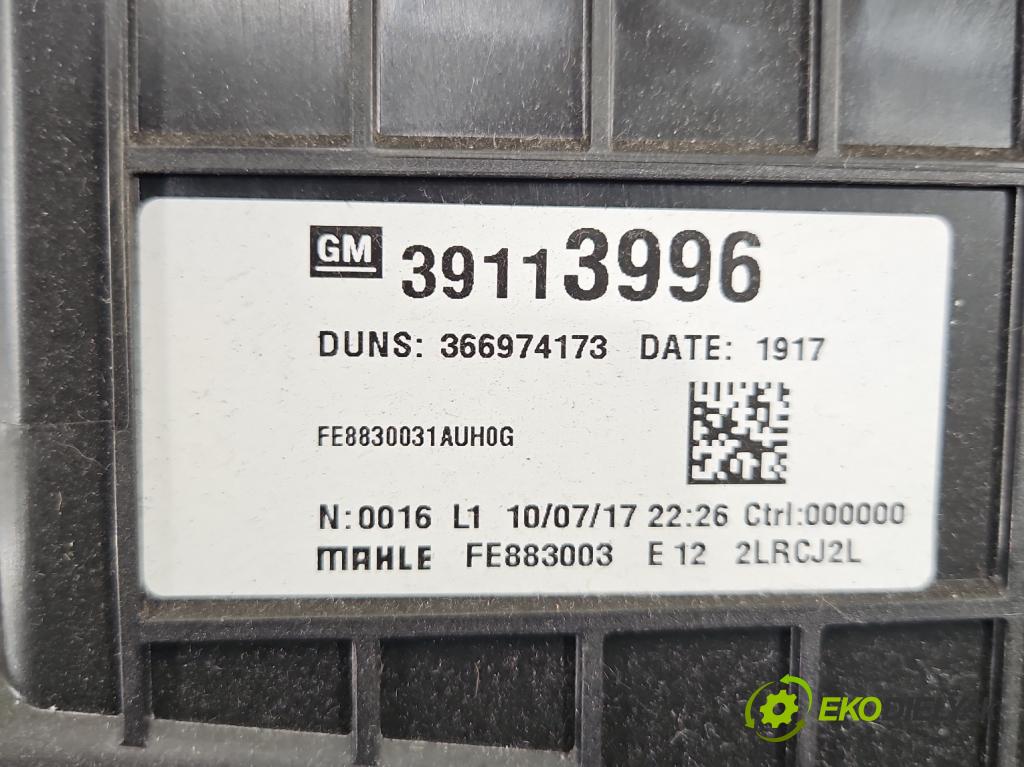 GM 39113996
DUNS: 366974173 DATE: 1917
FE8830031AUH0G
N:0016 L1 10/07/17 22:26 Ctrl:000000
MAHLE FE883003 E 12 2LRCJ2L
EKODIELY